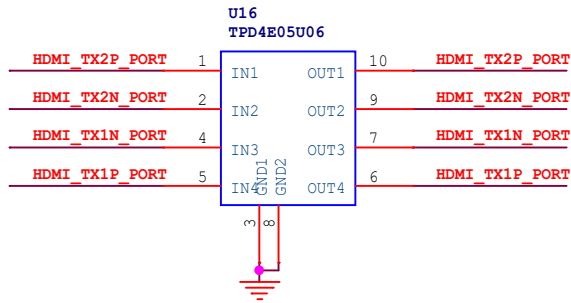 U16
TPD4E05U06
HDMI_TX2P_PORT 1 IN1 OUT1 10 HDMI_TX2P_PORT
HDMI_TX2N_PORT 2 IN2 OUT2 9 HDMI_TX2N_PORT
HDMI_TX1N_PORT 4 IN3 OUT3 7 HDMI_TX1N_PORT
HDMI_TX1P_PORT 5 IN4 OUT4 6 HDMI_TX1P_PORT
GND1 GND2
3 8